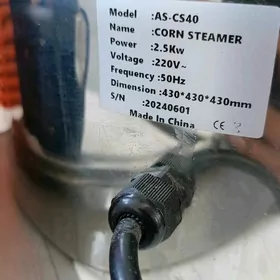 Model :AS-CS40
Name :CORN STEAMER
Power :2.5Kw
Voltage :220V~
Frequency :50Hz
Dimension :430*430*430mm
S/N :20240601
Made In China CE ?